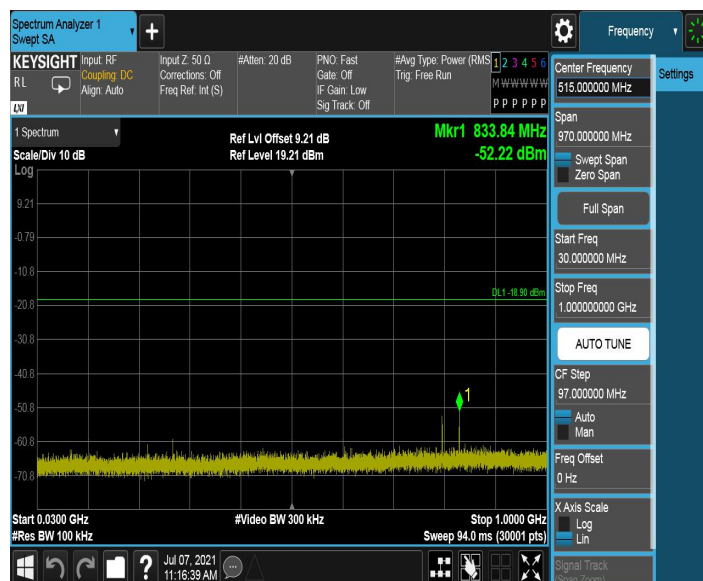 Spectrum Analyzer 1
Swept SA
+
Frequency
KEYSIGHT
RL
LXI
Input: RF
Coupling: DC
Align: Auto
Input Z: 50 Ω
Corrections: Off
Freq Ref: Int (S)
#Atten: 20 dB
PNO: Fast
Gate: Off
IF Gain: Low
Sig Track: Off
#Avg Type: Power (RMS
Trig: Free Run
1 2 3 4 5 6
M W W W W W
P P P P P P
Center Frequency
515.000000 MHz
Settings
Span
970.000000 MHz
Swept Span
Zero Span
Full Span
Start Freq
30.000000 MHz
Stop Freq
1.000000000 GHz
AUTO TUNE
CF Step
97.000000 MHz
Auto
Man
Freq Offset
0 Hz
X Axis Scale
Log
Lin
Signal Track
(Span Zoom)
1 Spectrum
Scale/Div 10 dB
Ref Lvl Offset 9.21 dB
Ref Level 19.21 dBm
Mkr1 833.84 MHz
-52.22 dBm
Log
9.21
-0.79
-10.8
DL1 -18.90 dBm
-20.8
-30.8
-40.8
1
-50.8
-60.8
-70.8
Start 0.0300 GHz
#Res BW 100 kHz
#Video BW 300 kHz
Stop 1.0000 GHz
Sweep 94.0 ms (30001 pts)
?
Jul 07, 2021
11:16:39 AM